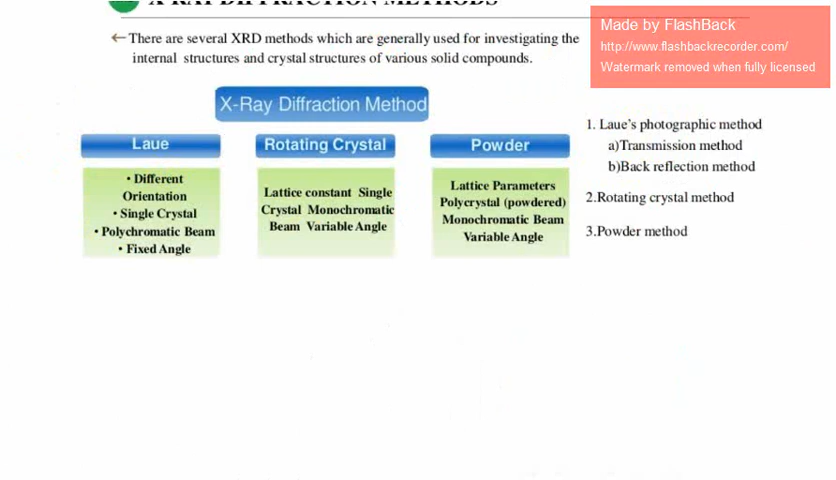 X-RAY DIFFRACTION METHODS
Made by FlashBack
http://www.flashbackrecorder.com/
Watermark removed when fully licensed
←There are several XRD methods which are generally used for investigating the
internal structures and crystal structures of various solid compounds.
X-Ray Diffraction Method
Laue
• Different
Orientation
• Single Crystal
• Polychromatic Beam
• Fixed Angle
Rotating Crystal
Lattice constant Single
Crystal Monochromatic
Beam Variable Angle
Powder
Lattice Parameters
Polycrystal (powdered)
Monochromatic Beam
Variable Angle
1. Laue's photographic method
a)Transmission method
b)Back reflection method
2.Rotating crystal method
3.Powder method